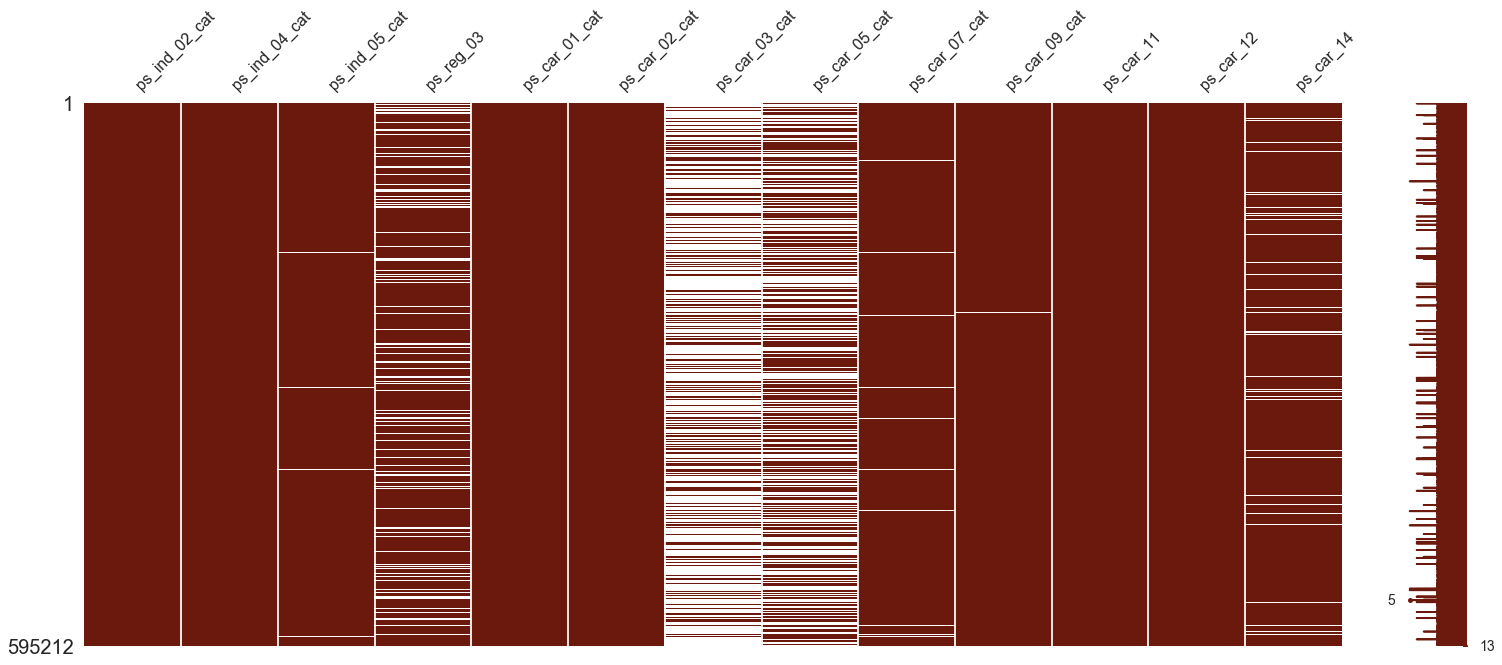 ps_ind_02_cat
ps_ind_04_cat
ps_ind_05_cat
ps_reg_03
ps_car_01_cat
ps_car_02_cat
ps_car_03_cat
ps_car_05_cat
ps_car_07_cat
ps_car_09_cat
ps_car_11
ps_car_12
ps_car_14
1
5
595212
13